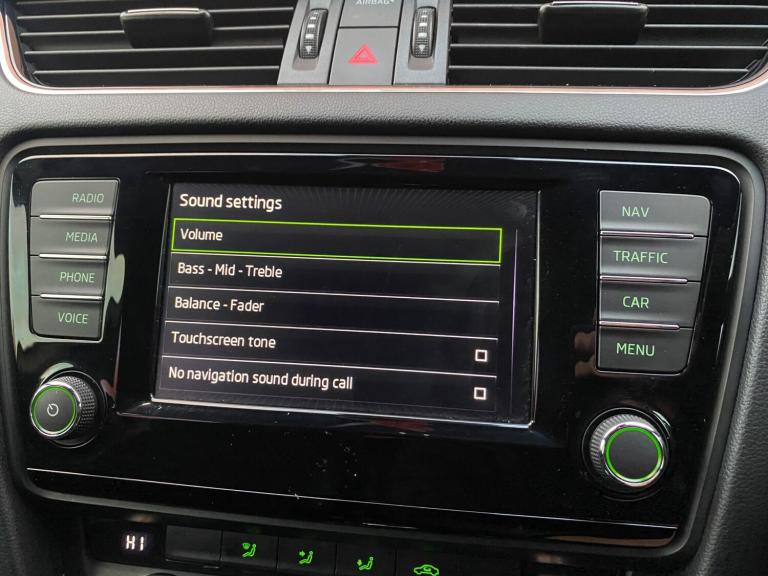 AIRBAG
RADIO
MEDIA
PHONE
VOICE
Sound settings
Volume
Bass - Mid - Treble
Balance - Fader
Touchscreen tone
No navigation sound during call
NAV
TRAFFIC
CAR
MENU
HI